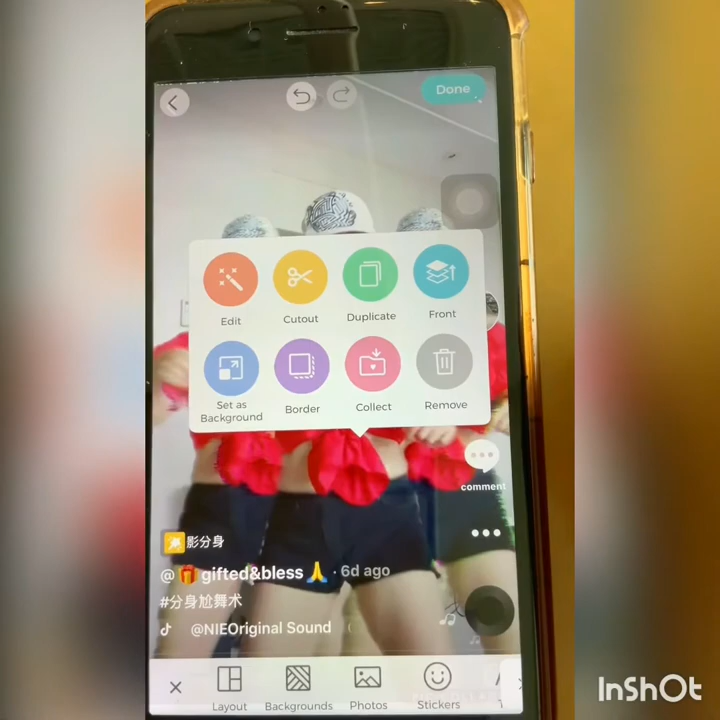 Done
Edit
Cutout
Duplicate
Front
Set as
Background
Border
Collect
Remove
comment
影分身
@🎁 gifted&bless 🙏 · 6d ago
#分身尬舞术
@NIEOriginal Sound
Layout
Backgrounds
Photos
Stickers
InShOt